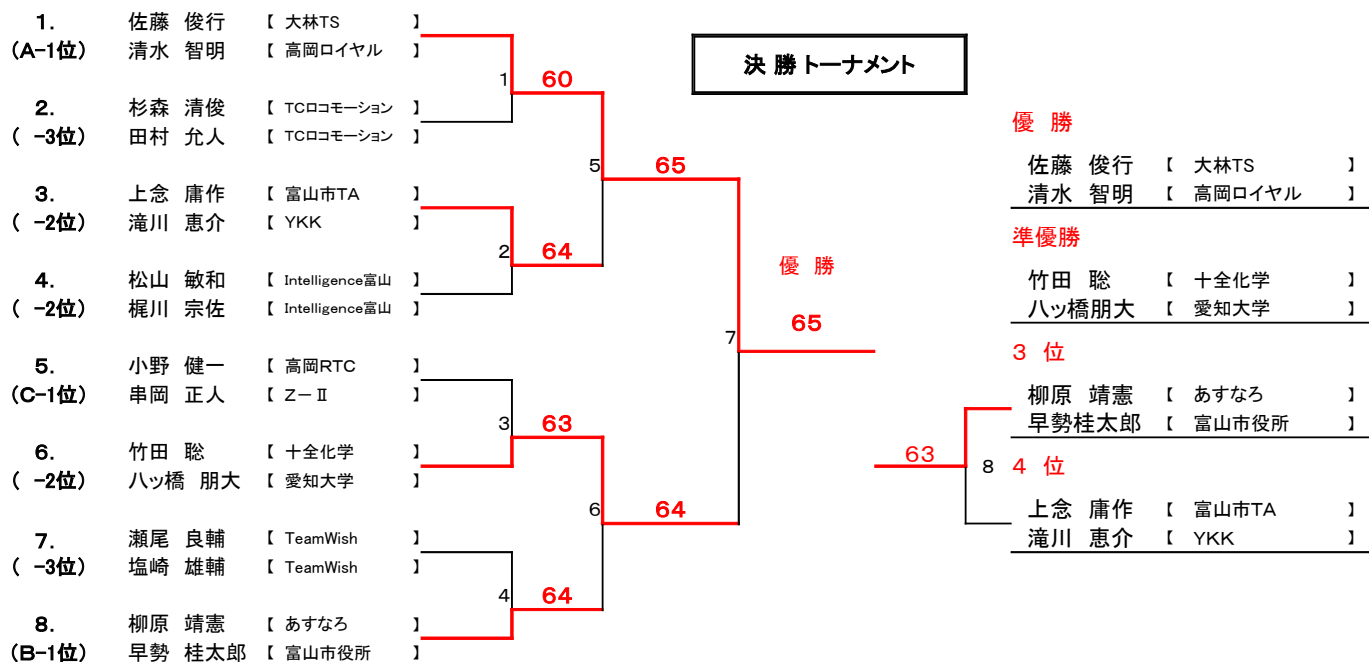 決 勝 トーナメント
1. 佐藤 俊行 【 大林TS 】
(A-1位) 清水 智明 【 高岡ロイヤル 】
1 60
2. 杉森 清俊 【 TCロコモーション 】
( -3位) 田村 允人 【 TCロコモーション 】
5 65
3. 上念 庸作 【 富山市TA 】
( -2位) 滝川 恵介 【 YKK 】
2 64
4. 松山 敏和 【 Intelligence富山 】
( -2位) 梶川 宗佐 【 Intelligence富山 】
優 勝
7 65
5. 小野 健一 【 高岡RTC 】
(C-1位) 串岡 正人 【 Z-Ⅱ 】
3 63
6. 竹田 聡 【 十全化学 】
( -2位) 八ッ橋 朋大 【 愛知大学 】
6 64
7. 瀬尾 良輔 【 TeamWish 】
( -3位) 塩崎 雄輔 【 TeamWish 】
4 64
8. 柳原 靖憲 【 あすなろ 】
(B-1位) 早勢 桂太郎 【 富山市役所 】
優 勝
佐藤 俊行 【 大林TS 】
清水 智明 【 高岡ロイヤル 】
準優勝
竹田 聡 【 十全化学 】
八ッ橋朋大 【 愛知大学 】
3 位
柳原 靖憲 【 あすなろ 】
早勢桂太郎 【 富山市役所 】
63 8
4 位
上念 庸作 【 富山市TA 】
滝川 恵介 【 YKK 】